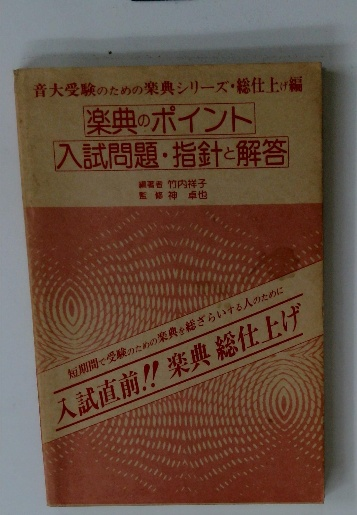 音大受験のための楽典シリーズ・総仕上げ編
楽典のポイント
入試問題・指針と解答
編著者 竹内祥子
監修 神 卓也
短期間で受験のための楽典を総ざらいする人のために
入試直前!! 楽典 総仕上げ